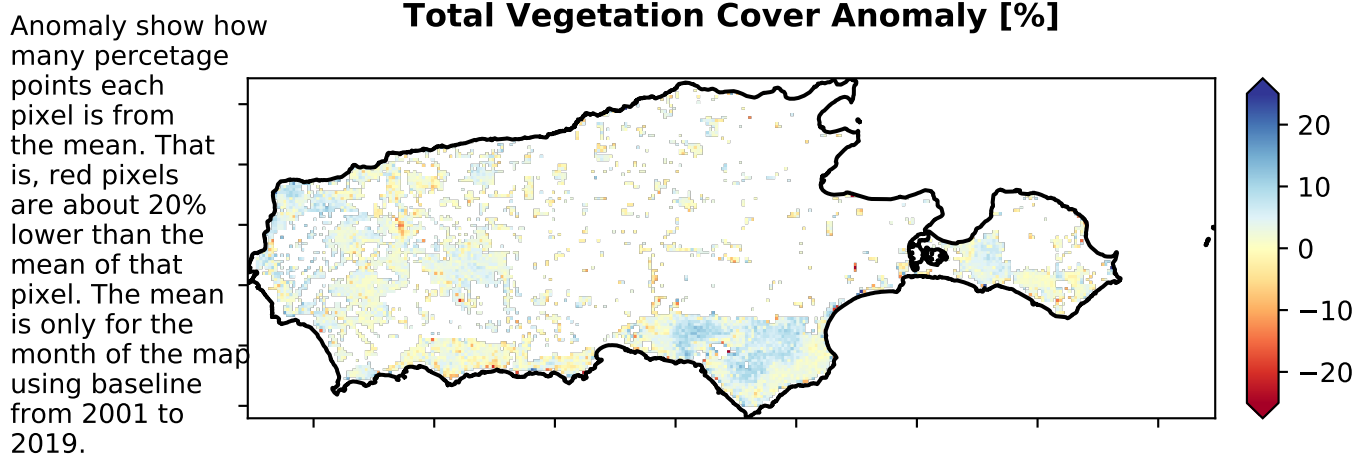 Total Vegetation Cover Anomaly [%]
Anomaly show how
many percetage
points each
pixel is from
the mean. That
is, red pixels
are about 20%
lower than the
mean of that
pixel. The mean
is only for the
month of the map
using baseline
from 2001 to
2019.
20
10
0
−10
−20